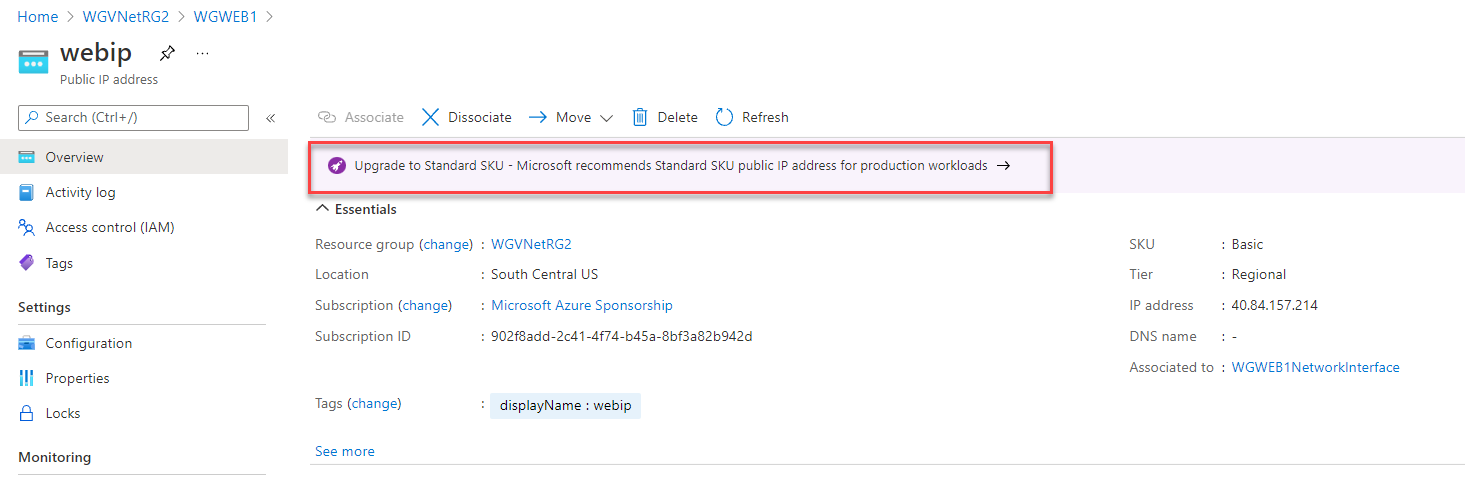 Home > WGVNetRG2 > WGWEB1 >
webip ...
Public IP address
Search (Ctrl+/) «
Associate Dissociate Move Delete Refresh
Overview
Activity log
Access control (IAM)
Tags
Settings
Configuration
Properties
Locks
Monitoring
Upgrade to Standard SKU - Microsoft recommends Standard SKU public IP address for production workloads →
Essentials
Resource group (change) : WGVNetRG2
Location : South Central US
Subscription (change) : Microsoft Azure Sponsorship
Subscription ID : 902f8add-2c41-4f74-b45a-8bf3a82b942d
SKU : Basic
Tier : Regional
IP address : 40.84.157.214
DNS name : -
Associated to : WGWEB1NetworkInterface
Tags (change) : displayName : webip
See more